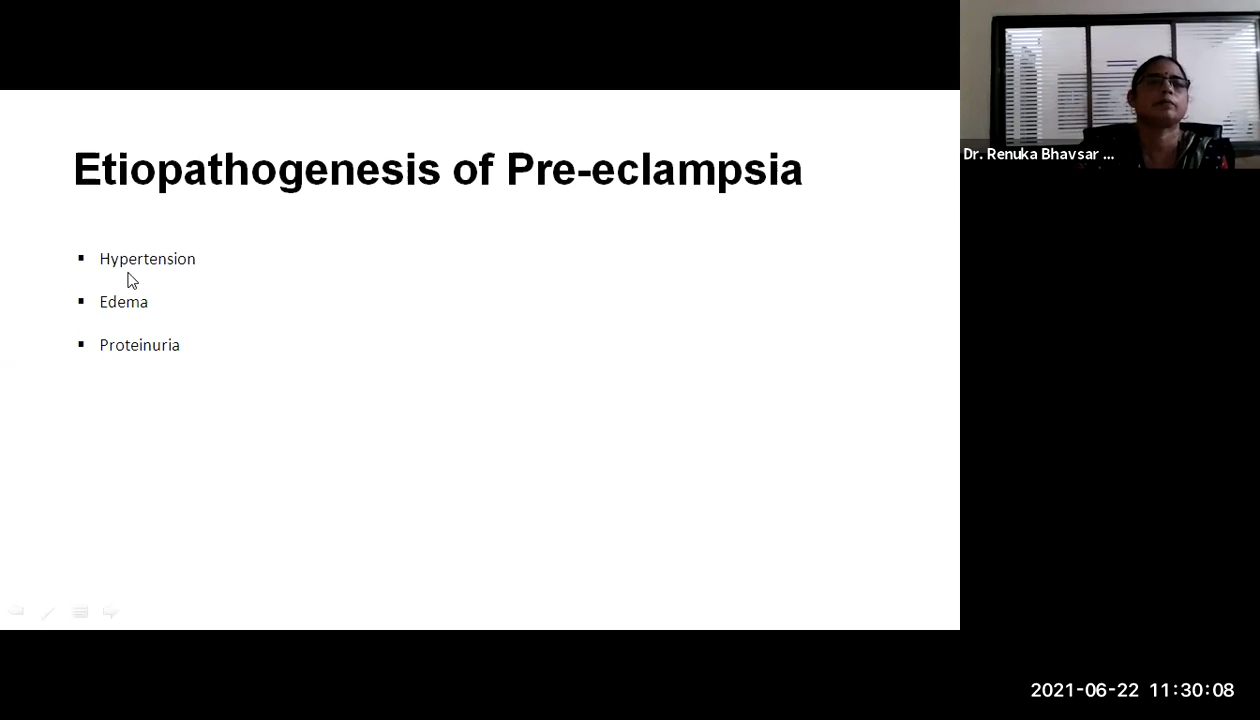 Etiopathogenesis of Pre-eclampsia
Dr. Renuka Bhavsar ...
▪ Hypertension
▪ Edema
▪ Proteinuria
2021-06-22 11:30:08